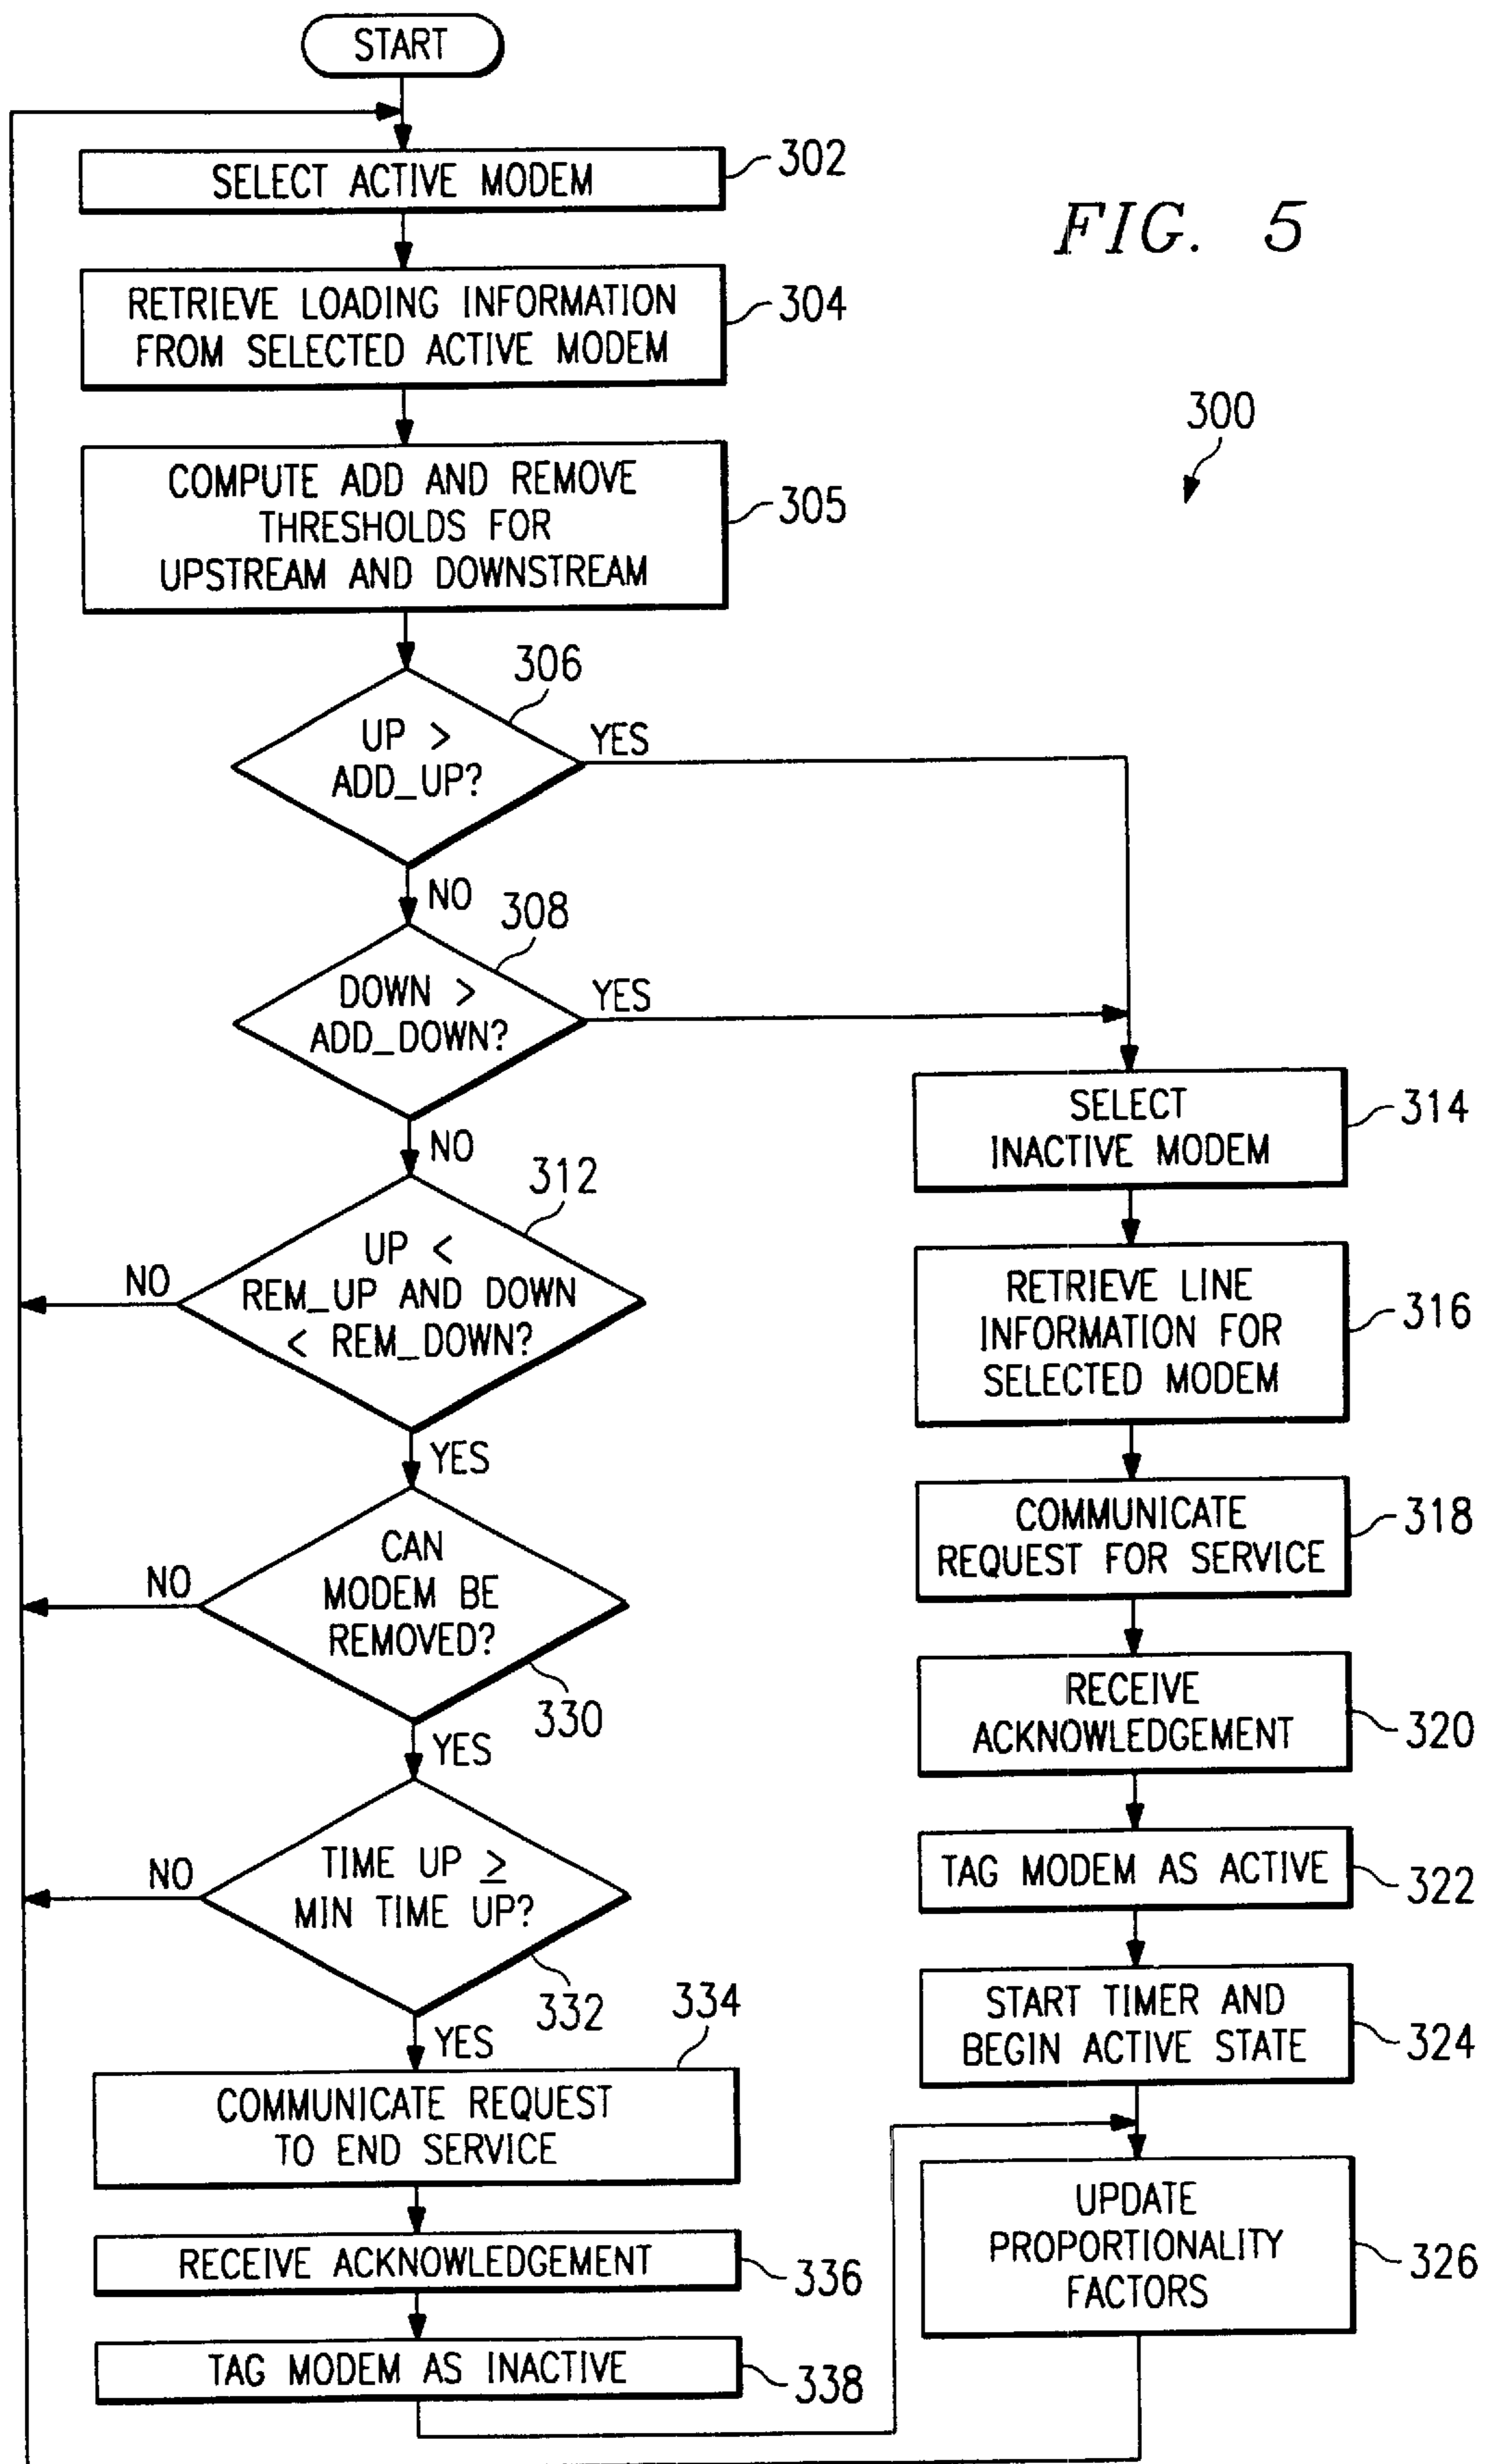 START
SELECT ACTIVE MODEM
302
FIG. 5
RETRIEVE LOADING INFORMATION
FROM SELECTED ACTIVE MODEM
304
300
COMPUTE ADD AND REMOVE
THRESHOLDS FOR
UPSTREAM AND DOWNSTREAM
305
306
UP >
ADD_UP?
YES
NO
308
DOWN >
ADD_DOWN?
YES
NO
312
UP <
REM_UP AND DOWN
< REM_DOWN?
NO
YES
CAN
MODEM BE
REMOVED?
NO
330
YES
TIME UP ≥
MIN TIME UP?
NO
332
YES
334
COMMUNICATE REQUEST
TO END SERVICE
RECEIVE ACKNOWLEDGEMENT
336
TAG MODEM AS INACTIVE
338
SELECT
INACTIVE MODEM
314
RETRIEVE LINE
INFORMATION FOR
SELECTED MODEM
316
COMMUNICATE
REQUEST FOR SERVICE
318
RECEIVE
ACKNOWLEDGEMENT
320
TAG MODEM AS ACTIVE
322
START TIMER AND
BEGIN ACTIVE STATE
324
UPDATE
PROPORTIONALITY
FACTORS
326